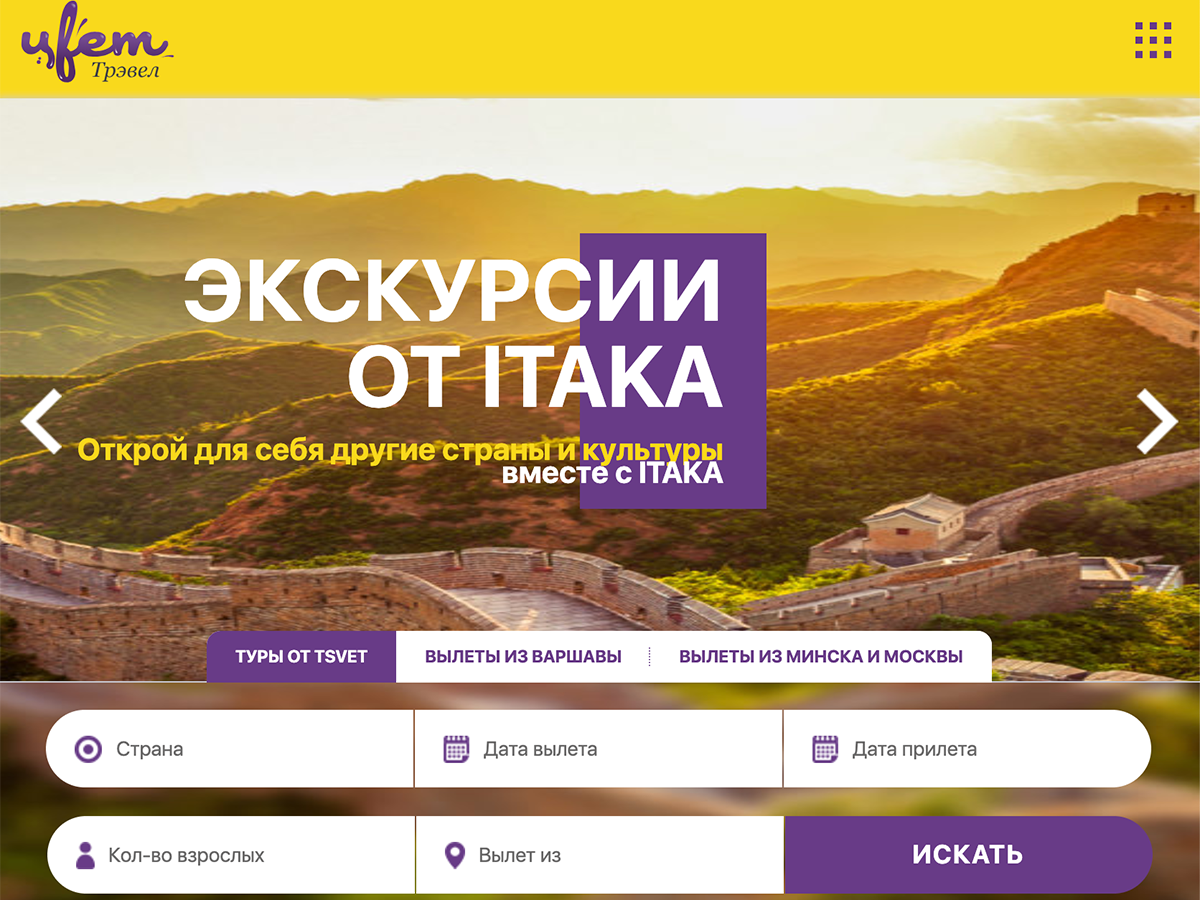 цвет
Трэвел
ЭКСКУРСИИ
ОТ ITAKA
Открой для себя другие страны и культуры
вместе с ITAKA
ТУРЫ ОТ TSVET
ВЫЛЕТЫ ИЗ ВАРШАВЫ
ВЫЛЕТЫ ИЗ МИНСКА И МОСКВЫ
Страна
Дата вылета
Дата прилета
Кол-во взрослых
Вылет из
ИСКАТЬ